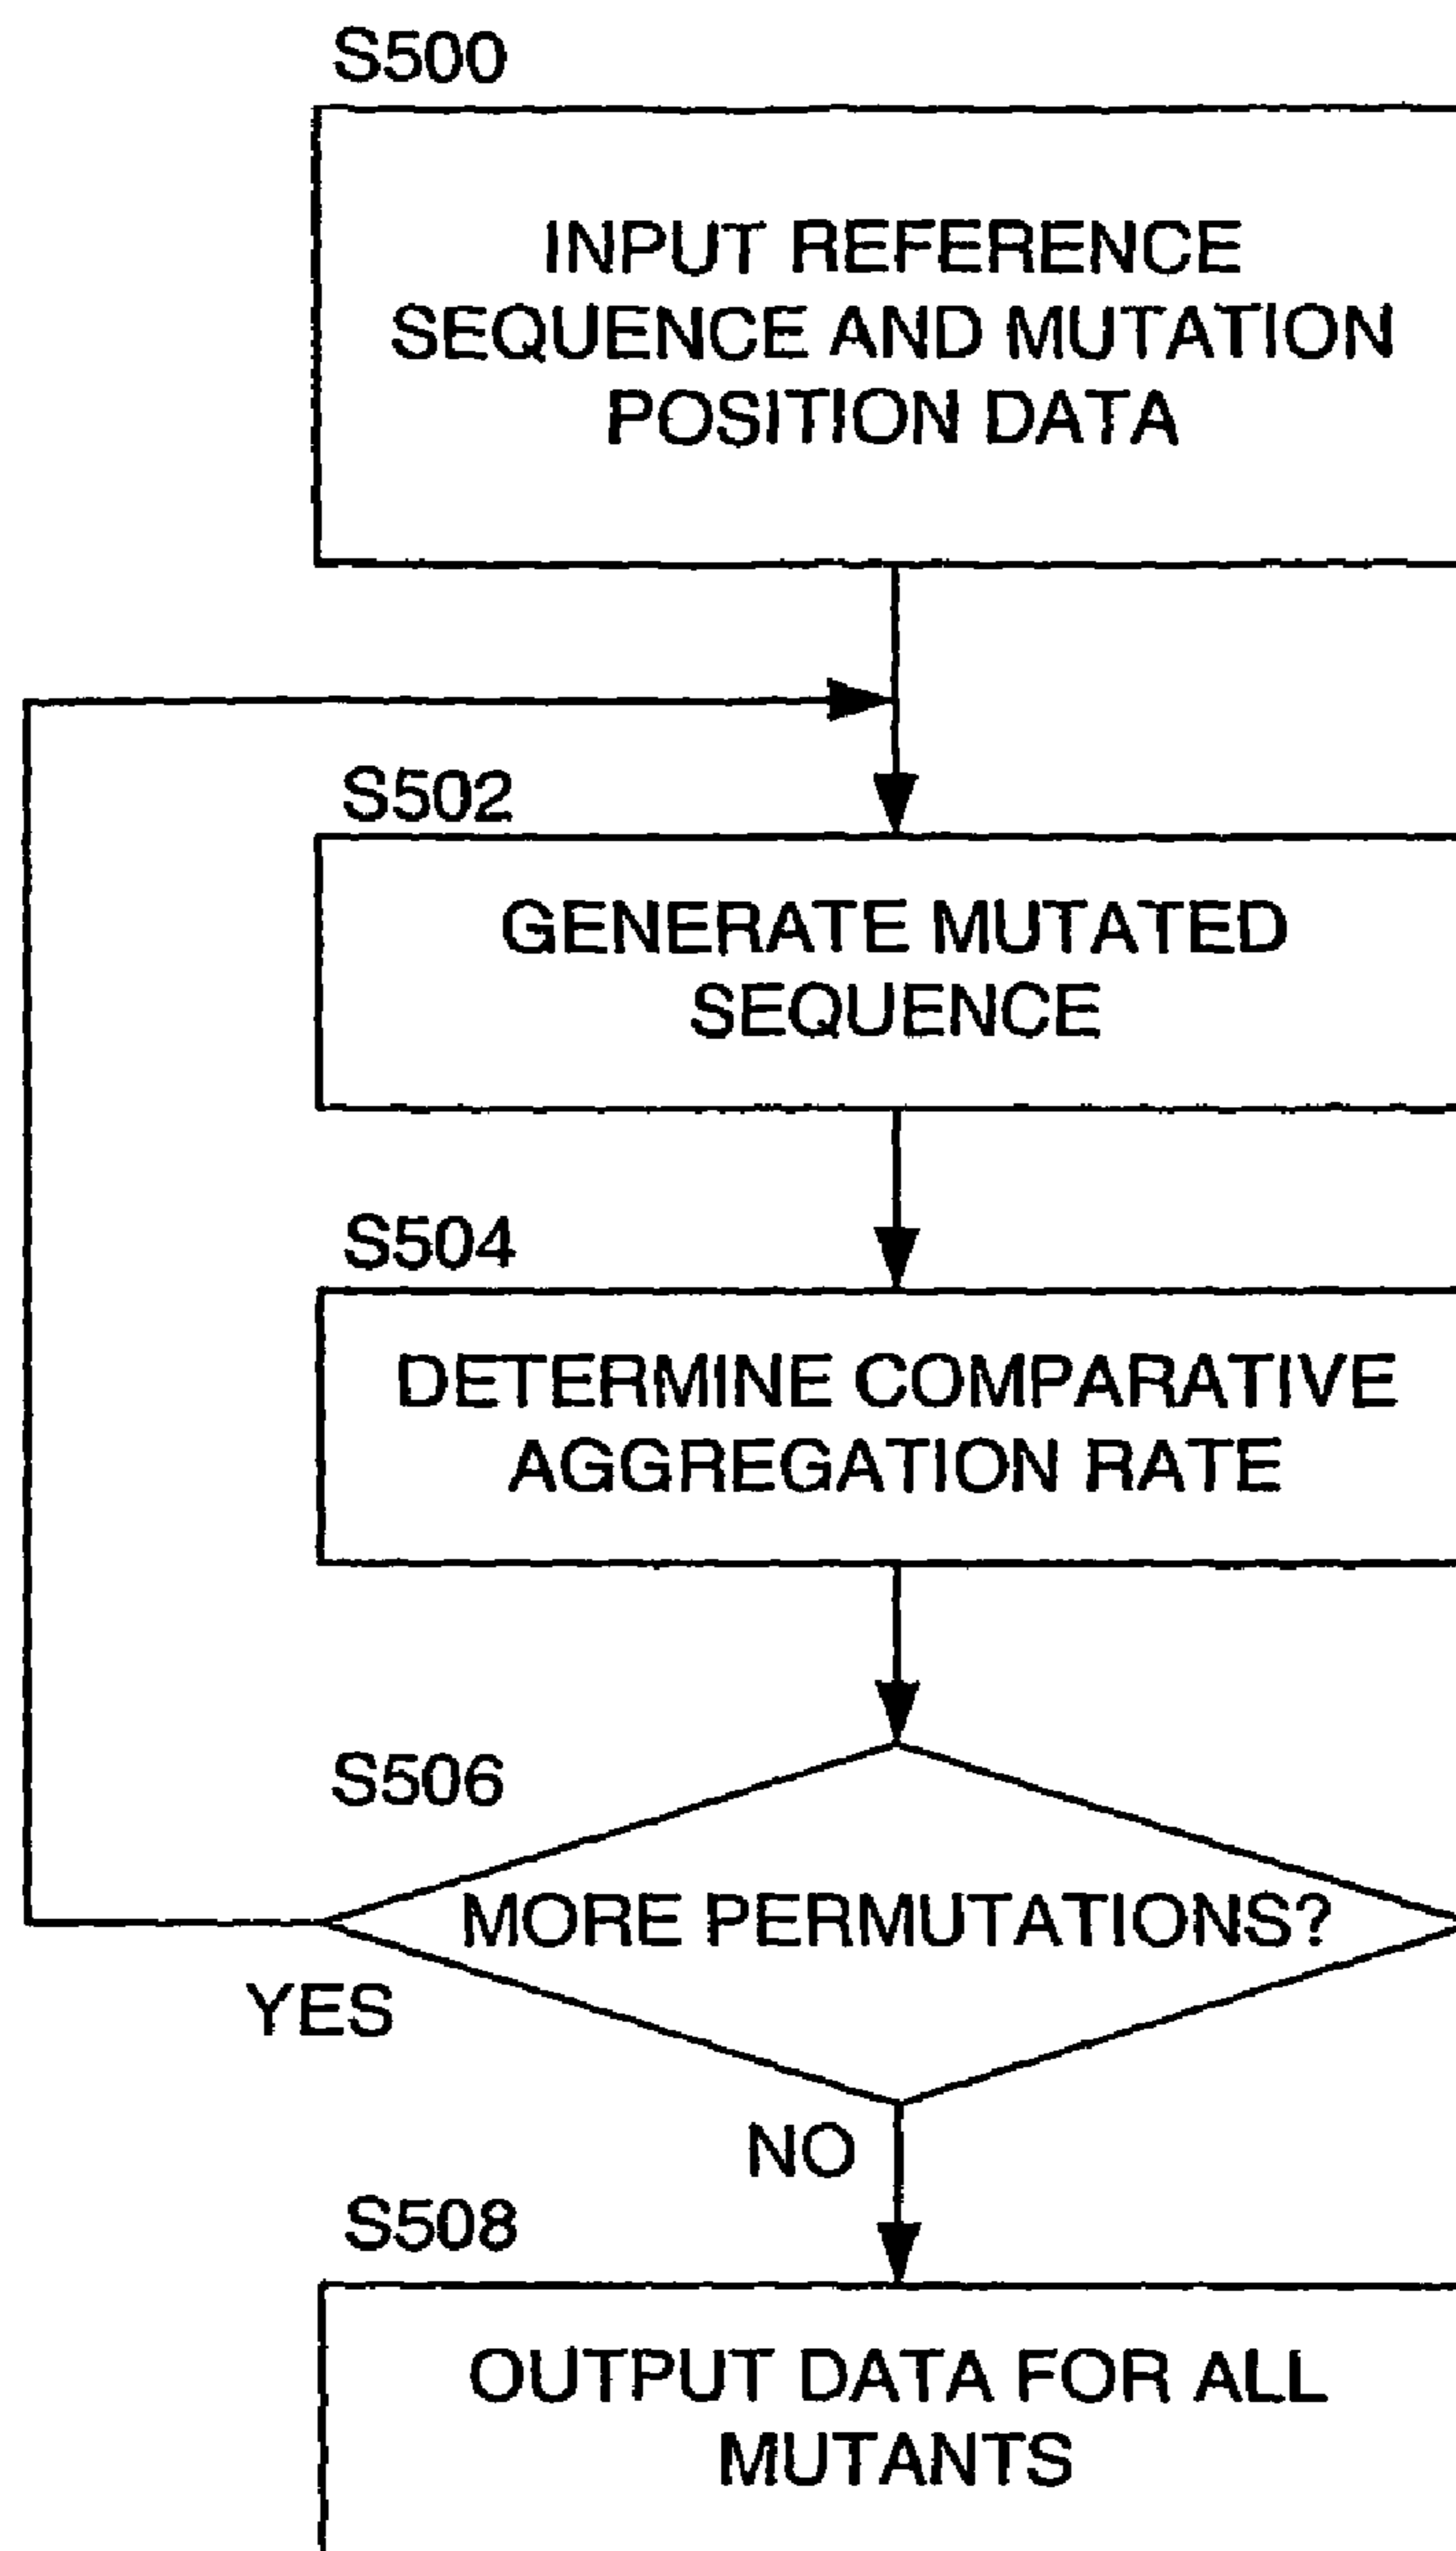 S500
INPUT REFERENCE
SEQUENCE AND MUTATION
POSITION DATA
S502
GENERATE MUTATED
SEQUENCE
S504
DETERMINE COMPARATIVE
AGGREGATION RATE
S506
MORE PERMUTATIONS?
YES
NO
S508
OUTPUT DATA FOR ALL
MUTANTS